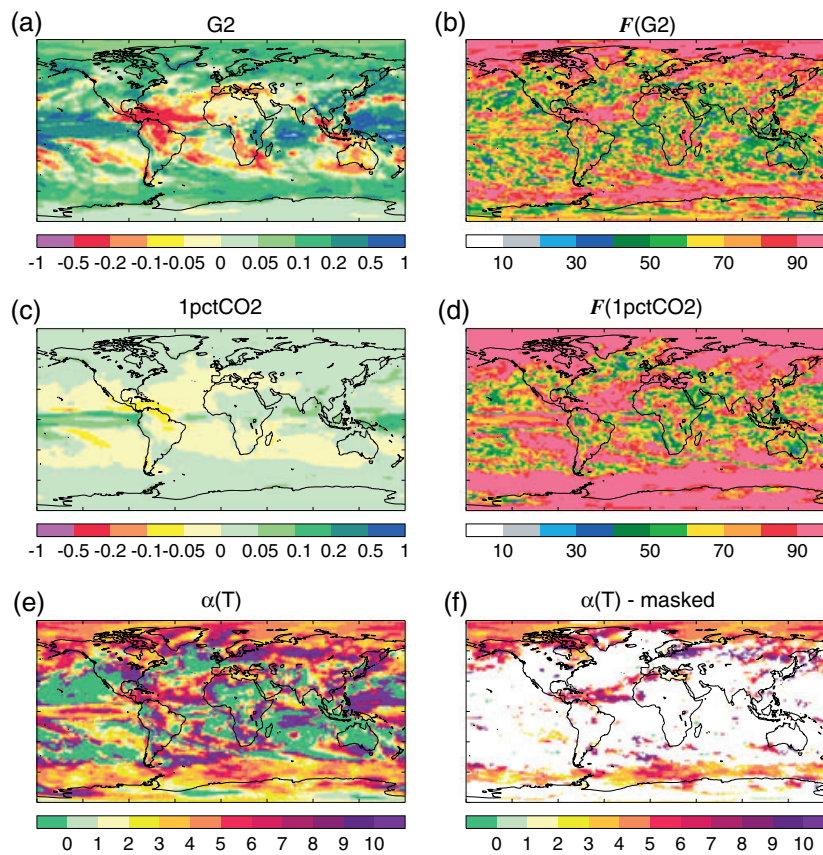 (a) G2
(b) F(G2)
-1 -0.5 -0.2 -0.1 -0.05 0 0.05 0.1 0.2 0.5 1
10 30 50 70 90
(c) 1pctCO2
(d) F(1pctCO2)
-1 -0.5 -0.2 -0.1 -0.05 0 0.05 0.1 0.2 0.5 1
10 30 50 70 90
(e) α(T)
(f) α(T) - masked
0 1 2 3 4 5 6 7 8 9 10
0 1 2 3 4 5 6 7 8 9 10